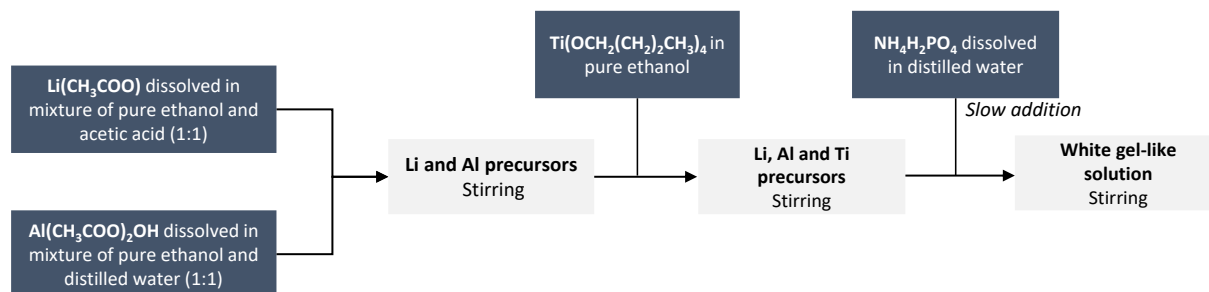 Li(CH₃COO) dissolved in
mixture of pure ethanol and
acetic acid (1:1)
Al(CH₃COO)₂OH dissolved in
mixture of pure ethanol and
distilled water (1:1)
Li and Al precursors
Stirring
Ti(OCH₂(CH₂)₂CH₃)₄ in
pure ethanol
Li, Al and Ti
precursors
Stirring
NH₄H₂PO₄ dissolved
in distilled water
Slow addition
White gel-like
solution
Stirring